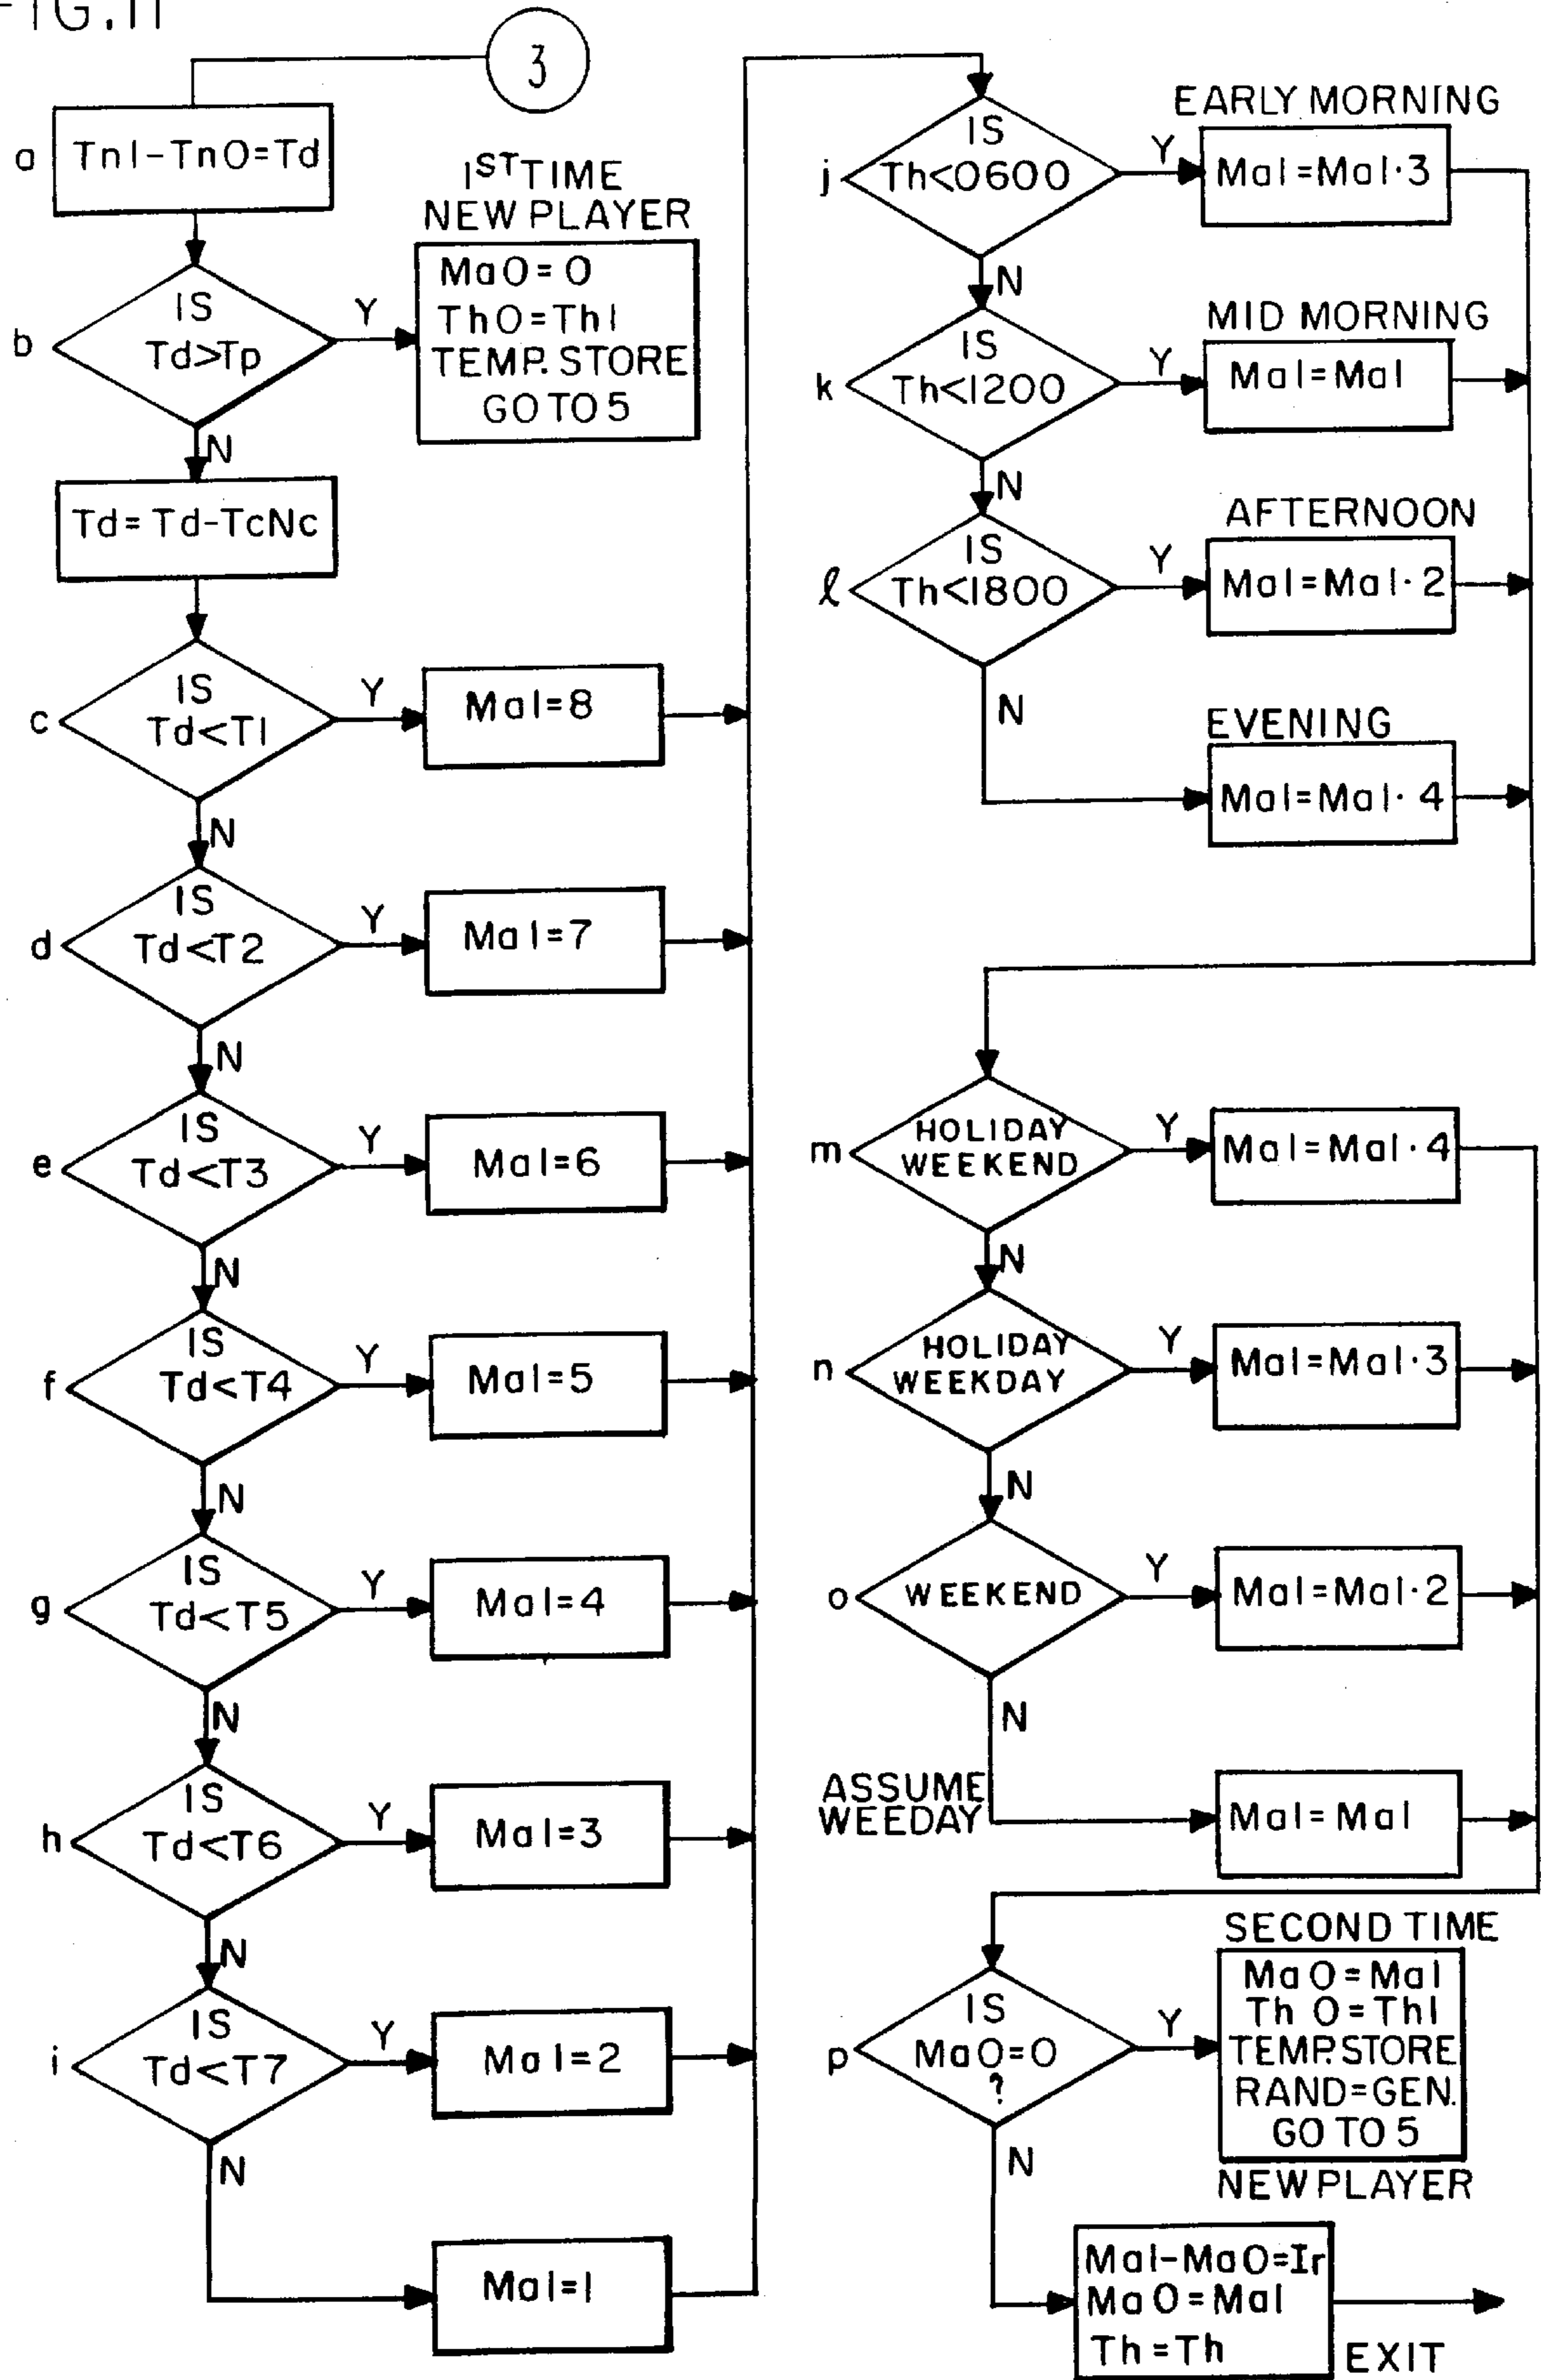 FIG.11
3
a
Tn1-Tn0=Td
b
IS
Td>Tp
Y
1ST TIME
NEW PLAYER
Ma0=0
Th0=Th1
TEMP. STORE
GO TO 5
N
Td=Td-TcNc
c
IS
Td<T1
Y
Ma1=8
N
d
IS
Td<T2
Y
Ma1=7
N
e
IS
Td<T3
Y
Ma1=6
N
f
IS
Td<T4
Y
Ma1=5
N
g
IS
Td<T5
Y
Ma1=4
N
h
IS
Td<T6
Y
Ma1=3
N
i
IS
Td<T7
Y
Ma1=2
N
Ma1=1
j
IS
Th<0600
Y
EARLY MORNING
Ma1=Ma1·3
N
k
IS
Th<1200
Y
MID MORNING
Ma1=Ma1
N
l
IS
Th<1800
Y
AFTERNOON
Ma1=Ma1·2
N
EVENING
Ma1=Ma1·4
m
HOLIDAY
WEEKEND
Y
Ma1=Ma1·4
N
n
HOLIDAY
WEEKDAY
Y
Ma1=Ma1·3
N
o
WEEKEND
Y
Ma1=Ma1·2
N
ASSUME
WEEDAY
Ma1=Ma1
p
IS
Ma0=0
?
Y
SECOND TIME
Ma0=Ma1
Th0=Th1
TEMP.STORE
RAND=GEN.
GO TO 5
NEW PLAYER
N
Ma1-Ma0=Ir
Ma0=Ma1
Th=Th
EXIT